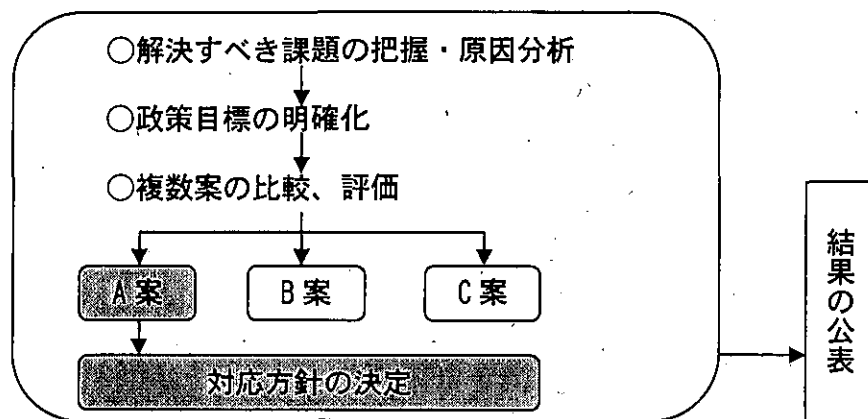 ○解決すべき課題の把握・原因分析
○政策目標の明確化
○複数案の比較、評価
A案
B案
C案
対応方針の決定
結果の公表